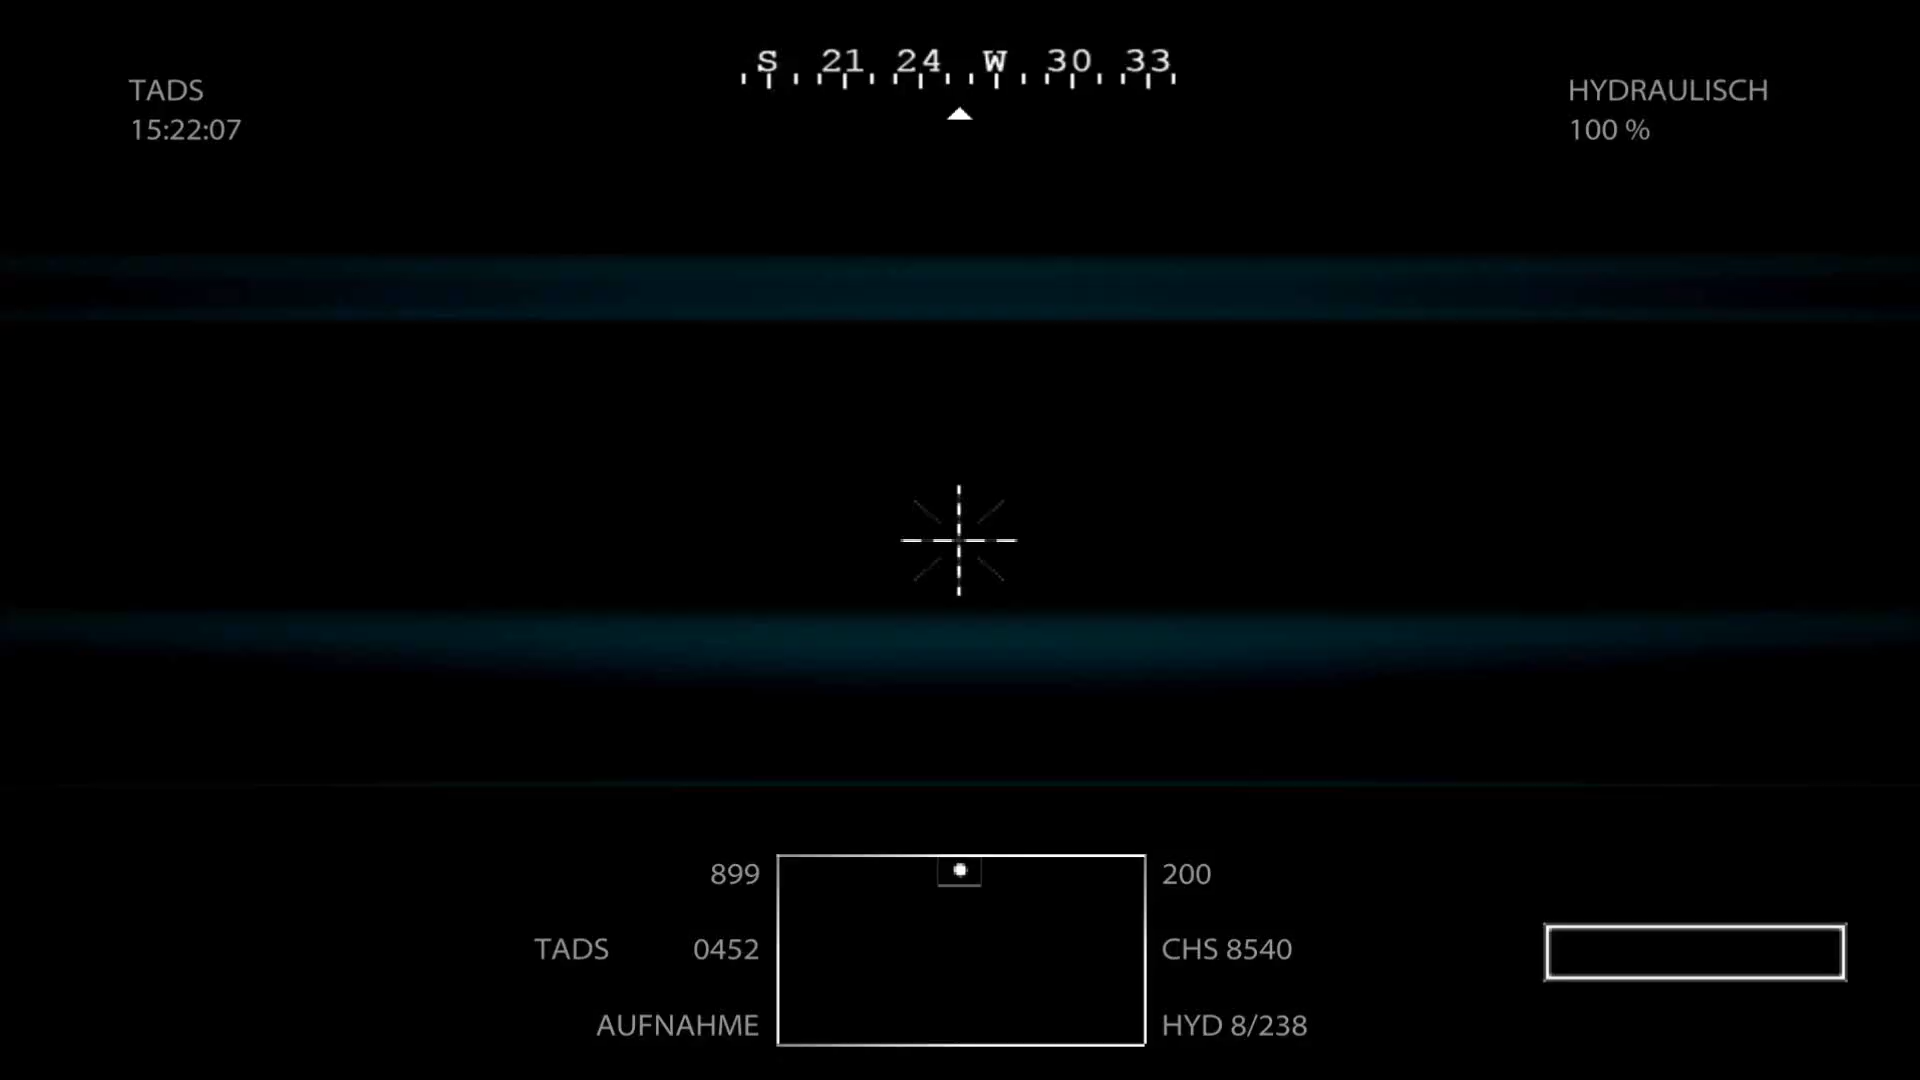 S 21 24 W 30 33
TADS
15:22:07
HYDRAULISCH
100 %
899
200
TADS 0452
CHS 8540
AUFNAHME
HYD 8/238